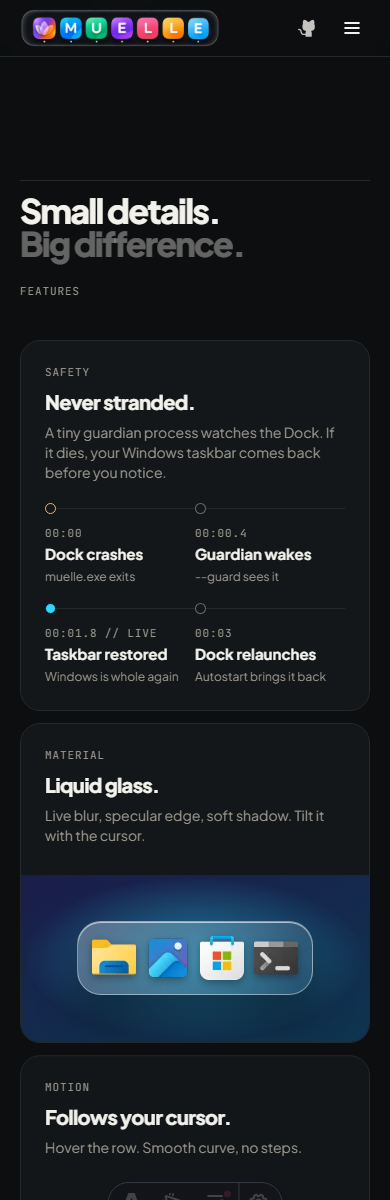 MUELLE
Small details.
Big difference.
FEATURES
SAFETY
Never stranded.
A tiny guardian process watches the Dock. If
it dies, your Windows taskbar comes back
before you notice.
00:00
Dock crashes
muelle.exe exits
00:00.4
Guardian wakes
--guard sees it
00:01.8 // LIVE
Taskbar restored
Windows is whole again
00:03
Dock relaunches
Autostart brings it back
MATERIAL
Liquid glass.
Live blur, specular edge, soft shadow. Tilt it
with the cursor.
MOTION
Follows your cursor.
Hover the row. Smooth curve, no steps.